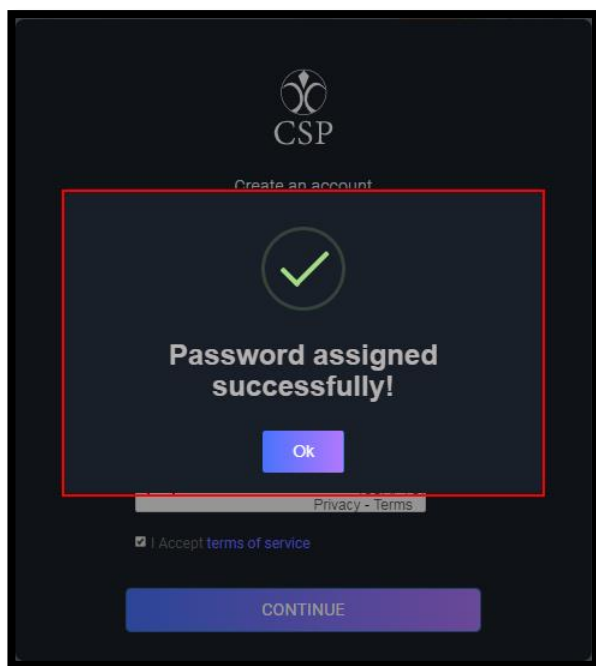 CSP
Create an account
Password assigned
successfully!
Ok
Privacy - Terms
I Accept terms of service
CONTINUE